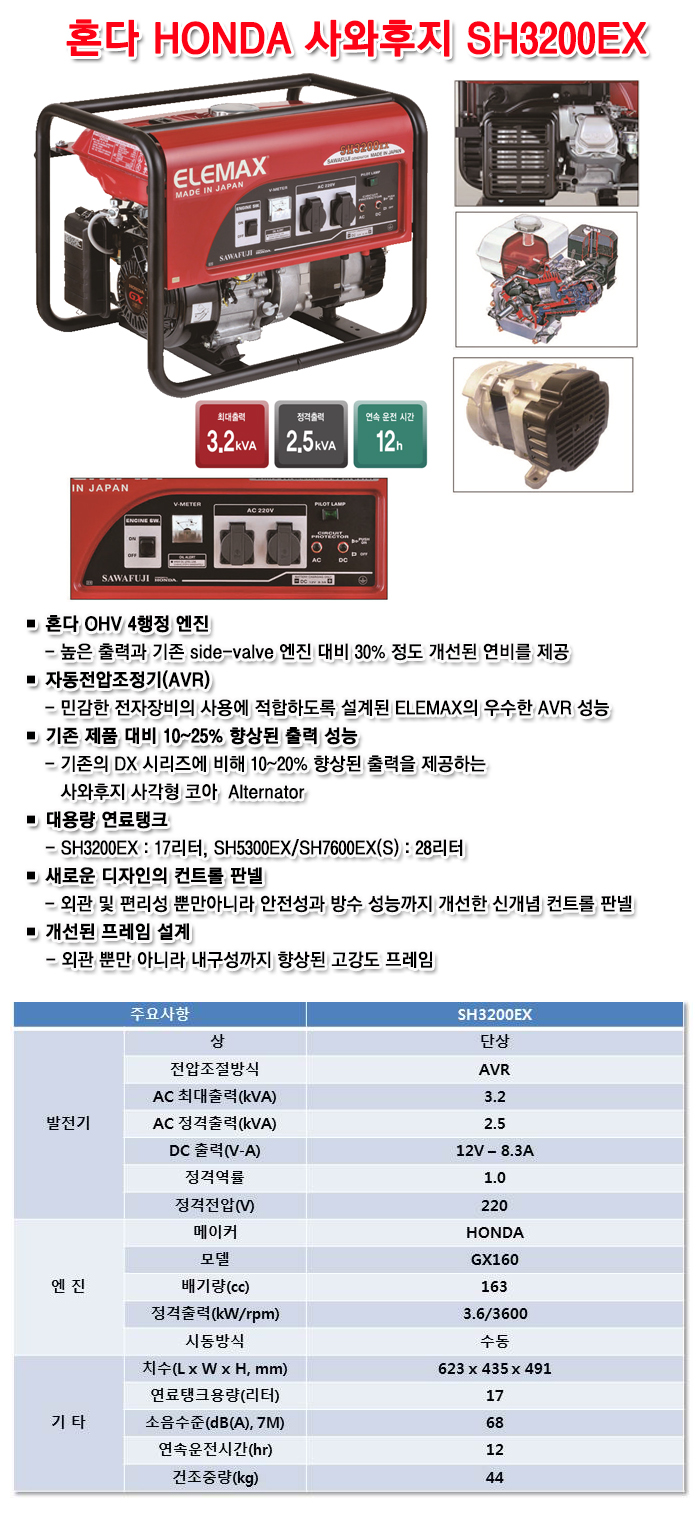 혼다 HONDA 사와후지 SH3200EX
SH3200EX
SAWAFUJI GENERATOR MADE IN JAPAN
ELEMAX
MADE IN JAPAN
V-METER
AC 220V
PILOT LAMP
ENGINE SW.
AC DC
SAWAFUJI HONDA
HONDA
GX
최대출력
3.2kVA
정격출력
2.5kVA
연속 운전 시간
12h
IN JAPAN
V-METER
AC 220V
PILOT LAMP
ENGINE SW.
ON
OFF
CIRCUIT
PROTECTOR
PUSH
ON
OFF
AC DC
OIL ALERT
SAWAFUJI HONDA
DC 12V 8.3A
■ 혼다 OHV 4행정 엔진
- 높은 출력과 기존 side-valve 엔진 대비 30% 정도 개선된 연비를 제공
■ 자동전압조정기(AVR)
- 민감한 전자장비의 사용에 적합하도록 설계된 ELEMAX의 우수한 AVR 성능
■ 기존 제품 대비 10~25% 향상된 출력 성능
- 기존의 DX 시리즈에 비해 10~20% 향상된 출력을 제공하는
사와후지 사각형 코아 Alternator
■ 대용량 연료탱크
- SH3200EX : 17리터, SH5300EX/SH7600EX(S) : 28리터
■ 새로운 디자인의 컨트롤 판넬
- 외관 및 편리성 뿐만아니라 안전성과 방수 성능까지 개선한 신개념 컨트롤 판넬
■ 개선된 프레임 설계
- 외관 뿐만 아니라 내구성까지 향상된 고강도 프레임
주요사항 SH3200EX
발전기
상 단상
전압조절방식 AVR
AC 최대출력(kVA) 3.2
AC 정격출력(kVA) 2.5
DC 출력(V-A) 12V – 8.3A
정격역률 1.0
정격전압(V) 220
엔 진
메이커 HONDA
모델 GX160
배기량(cc) 163
정격출력(kW/rpm) 3.6/3600
시동방식 수동
기 타
치수(L x W x H, mm) 623 x 435 x 491
연료탱크용량(리터) 17
소음수준(dB(A), 7M) 68
연속운전시간(hr) 12
건조중량(kg) 44